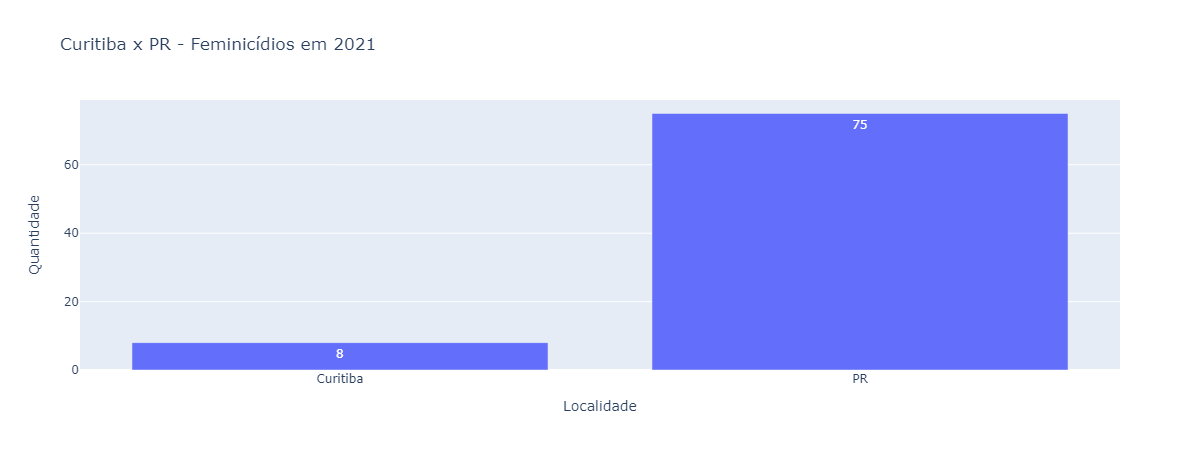 Curitiba x PR - Feminicídios em 2021
75
60
40
20
0
8
Quantidade
Curitiba
PR
Localidade